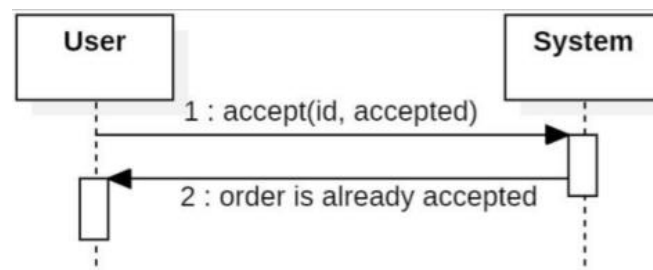 User
System
1 : accept(id, accepted)
2 : order is already accepted